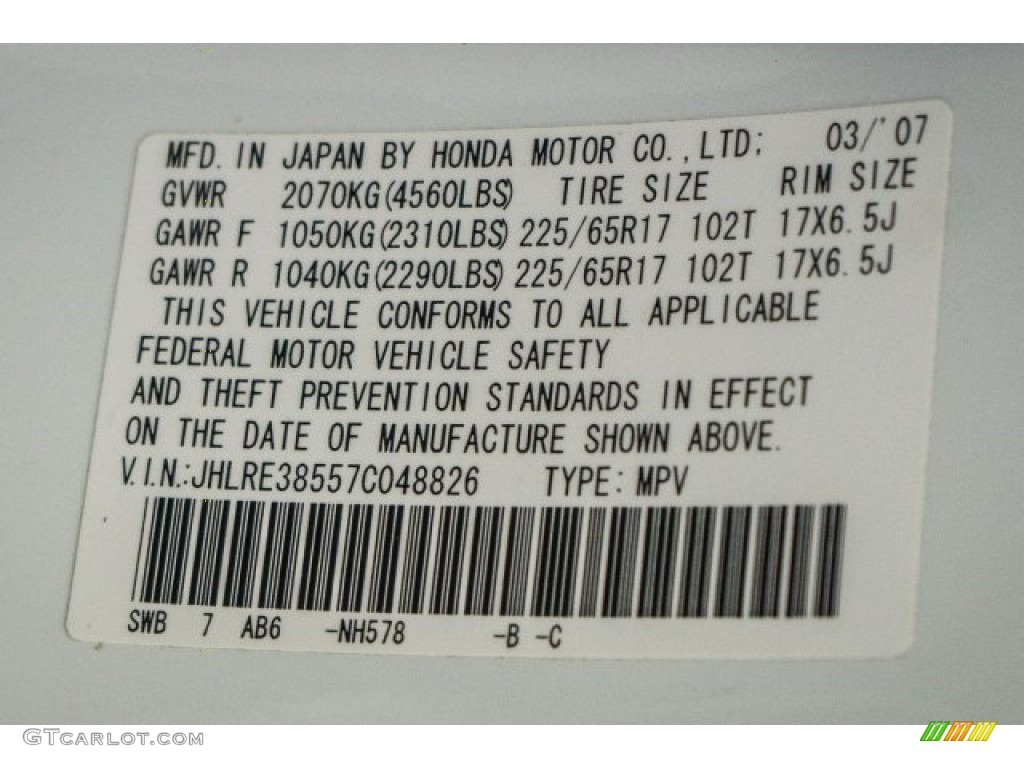 MFD. IN JAPAN BY HONDA MOTOR CO., LTD; 03/'07
GVWR 2070KG(4560LBS) TIRE SIZE RIM SIZE
GAWR F 1050KG(2310LBS) 225/65R17 102T 17X6.5J
GAWR R 1040KG(2290LBS) 225/65R17 102T 17X6.5J
THIS VEHICLE CONFORMS TO ALL APPLICABLE
FEDERAL MOTOR VEHICLE SAFETY
AND THEFT PREVENTION STANDARDS IN EFFECT
ON THE DATE OF MANUFACTURE SHOWN ABOVE.
V.I.N.:JHLRE38557C048826 TYPE: MPV
SWB 7 AB6 -NH578 -B -C
GTCARLOT.COM